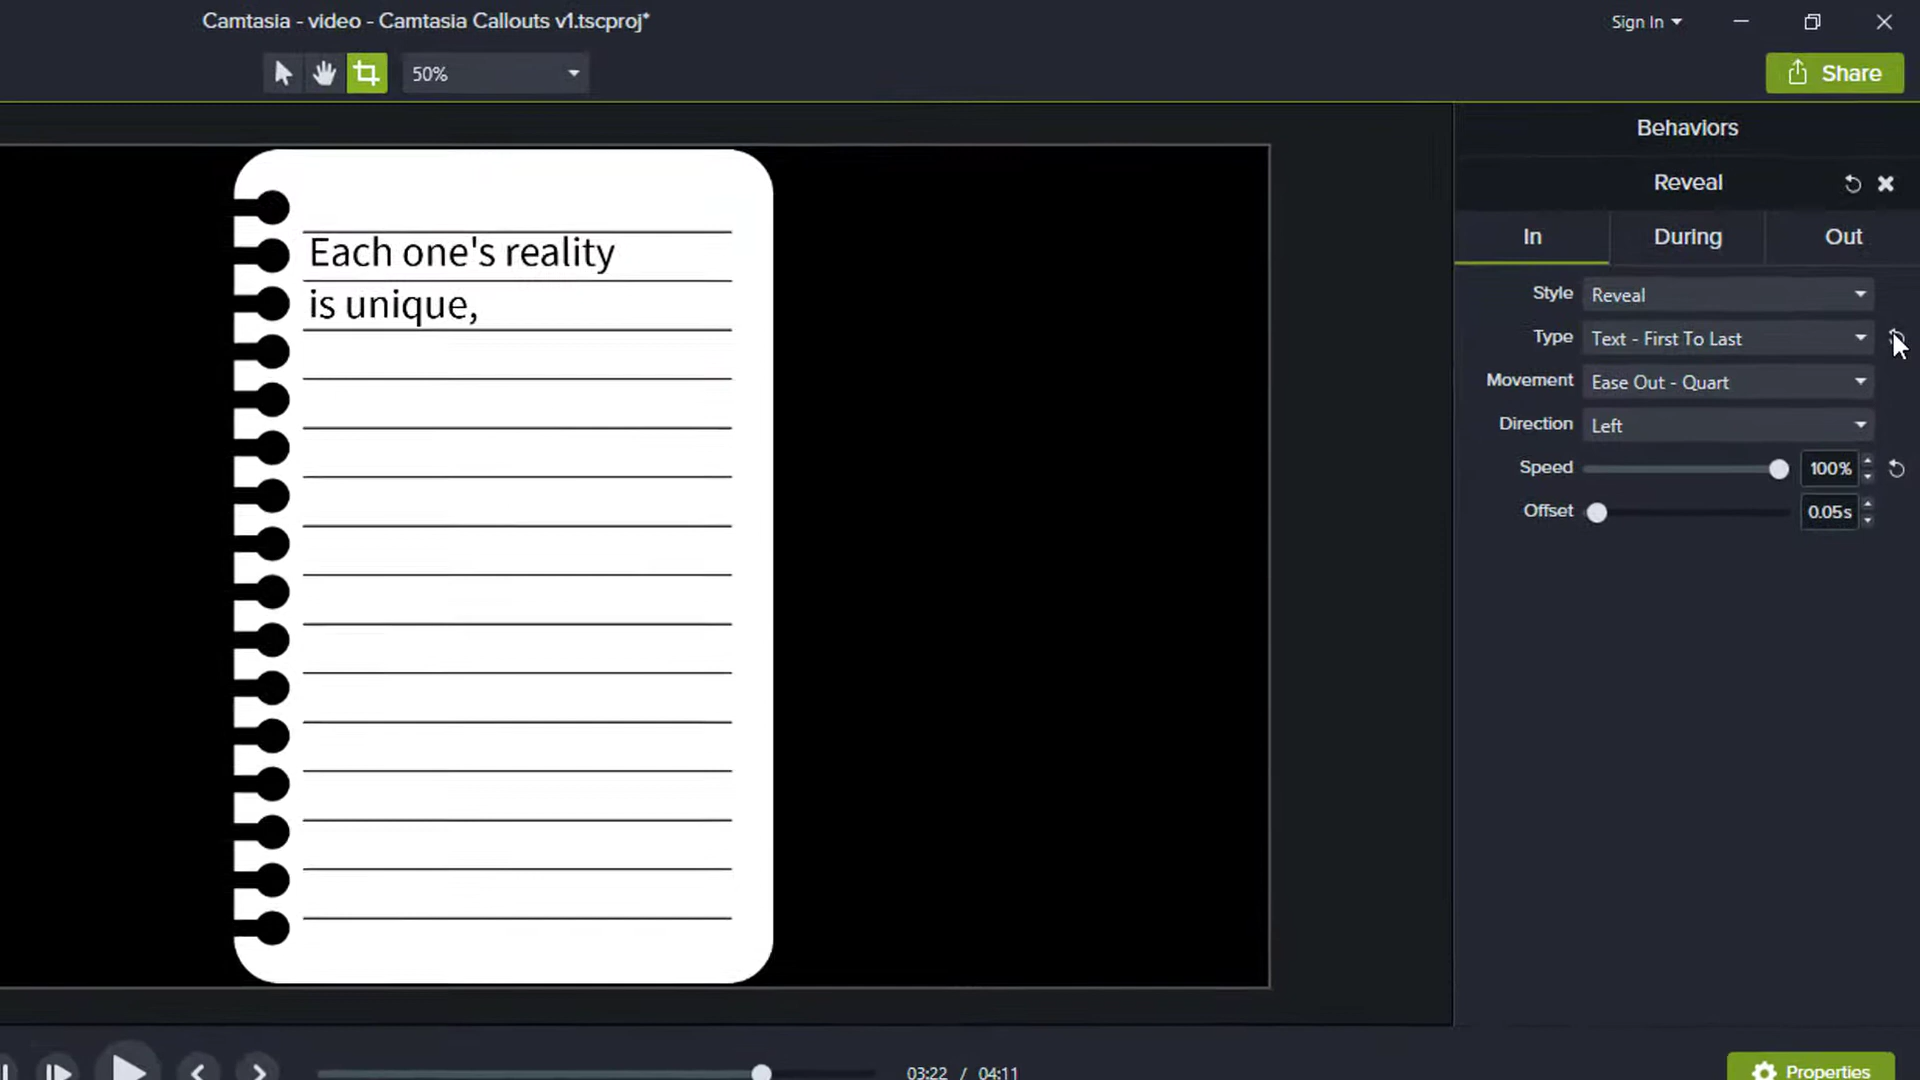 Camtasia - video - Camtasia Callouts v1.tscproj*
Sign In
50%
Share
Behaviors
Reveal
In
During
Out
Style
Reveal
Type
Text - First To Last
Movement
Ease Out - Quart
Direction
Left
Speed
100%
Offset
0.05s
Each one's reality
is unique,
03:22 / 04:11
Properties